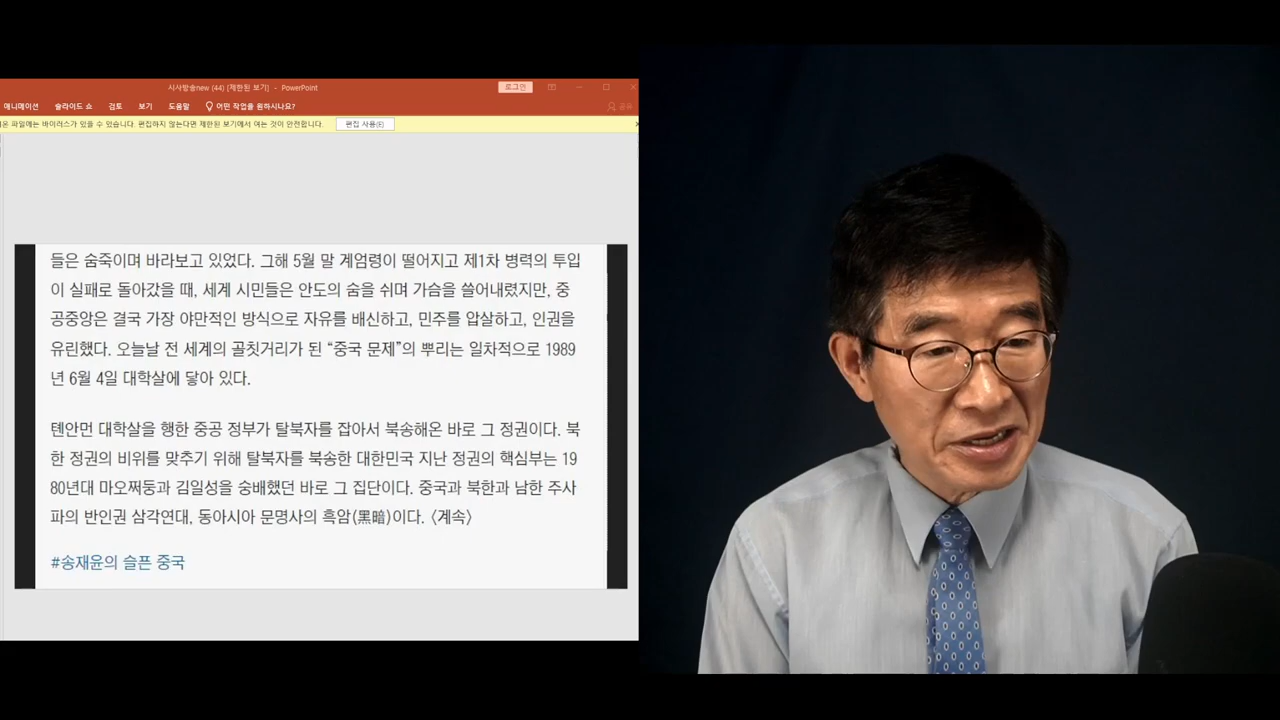 시사방송new (44) [제한된 보기] - PowerPoint
로그인
애니메이션 슬라이드 쇼 검토 보기 도움말 어떤 작업을 원하시나요? 공유
파일에는 바이러스가 있을 수 있습니다. 편집하지 않는다면 제한된 보기에서 여는 것이 안전합니다. 편집 사용(E)
들은 숨죽이며 바라보고 있었다. 그해 5월 말 계엄령이 떨어지고 제1차 병력의 투입
이 실패로 돌아갔을 때, 세계 시민들은 안도의 숨을 쉬며 가슴을 쓸어내렸지만, 중
공중앙은 결국 가장 야만적인 방식으로 자유를 배신하고, 민주를 압살하고, 인권을
유린했다. 오늘날 전 세계의 골칫거리가 된 “중국 문제”의 뿌리는 일차적으로 1989
년 6월 4일 대학살에 닿아 있다.
톈안먼 대학살을 행한 중공 정부가 탈북자를 잡아서 북송해온 바로 그 정권이다. 북
한 정권의 비위를 맞추기 위해 탈북자를 북송한 대한민국 지난 정권의 핵심부는 19
80년대 마오쩌둥과 김일성을 숭배했던 바로 그 집단이다. 중국과 북한과 남한 주사
파의 반인권 삼각연대, 동아시아 문명사의 흑암(黑暗)이다. 〈계속〉
#송재윤의 슬픈 중국